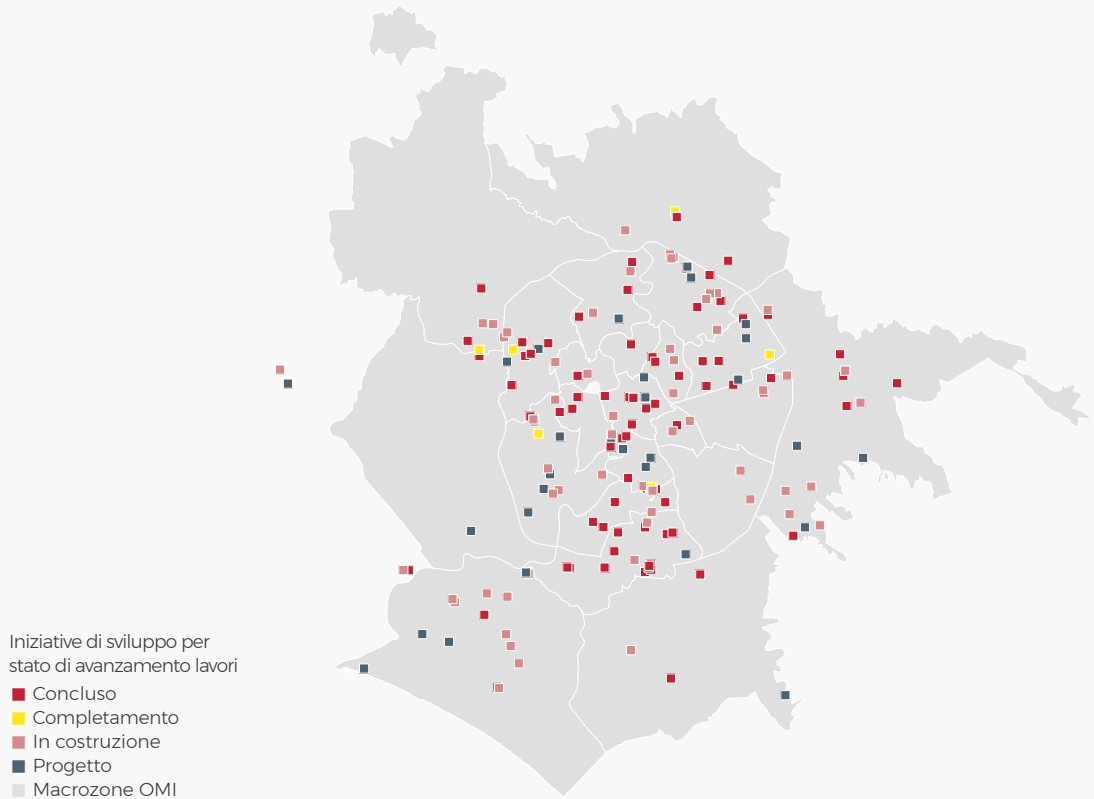 Iniziative di sviluppo per
stato di avanzamento lavori
Concluso
Completamento
In costruzione
Progetto
Macrozone OMI